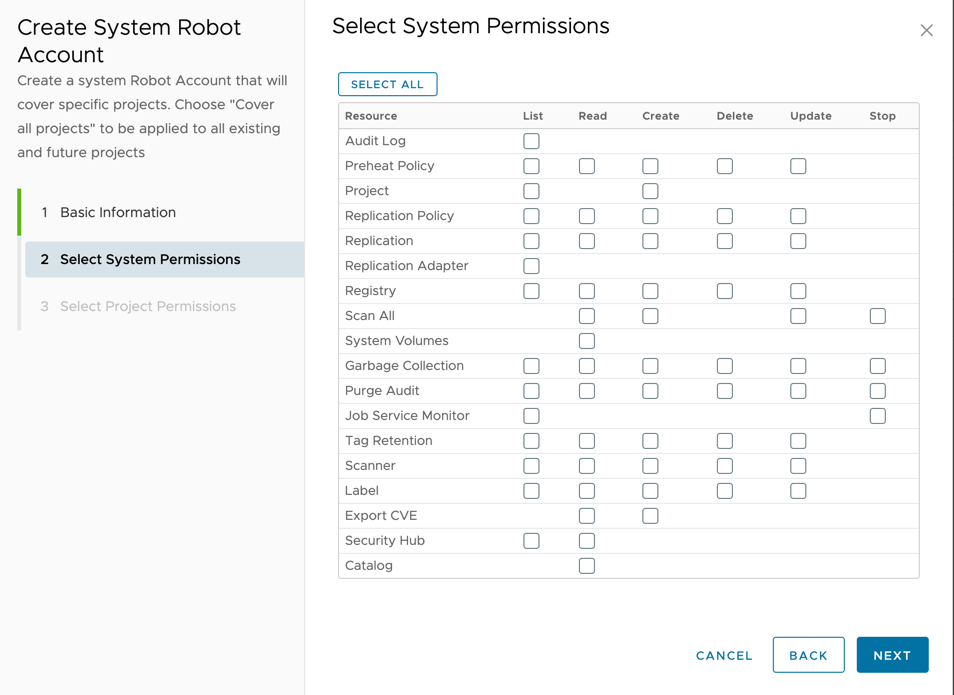 Create System Robot
Account
Create a system Robot Account that will
cover specific projects. Choose "Cover
all projects" to be applied to all existing
and future projects
1 Basic Information
2 Select System Permissions
3 Select Project Permissions
Select System Permissions
SELECT ALL
Resource List Read Create Delete Update Stop
Audit Log
Preheat Policy
Project
Replication Policy
Replication
Replication Adapter
Registry
Scan All
System Volumes
Garbage Collection
Purge Audit
Job Service Monitor
Tag Retention
Scanner
Label
Export CVE
Security Hub
Catalog
CANCEL BACK NEXT